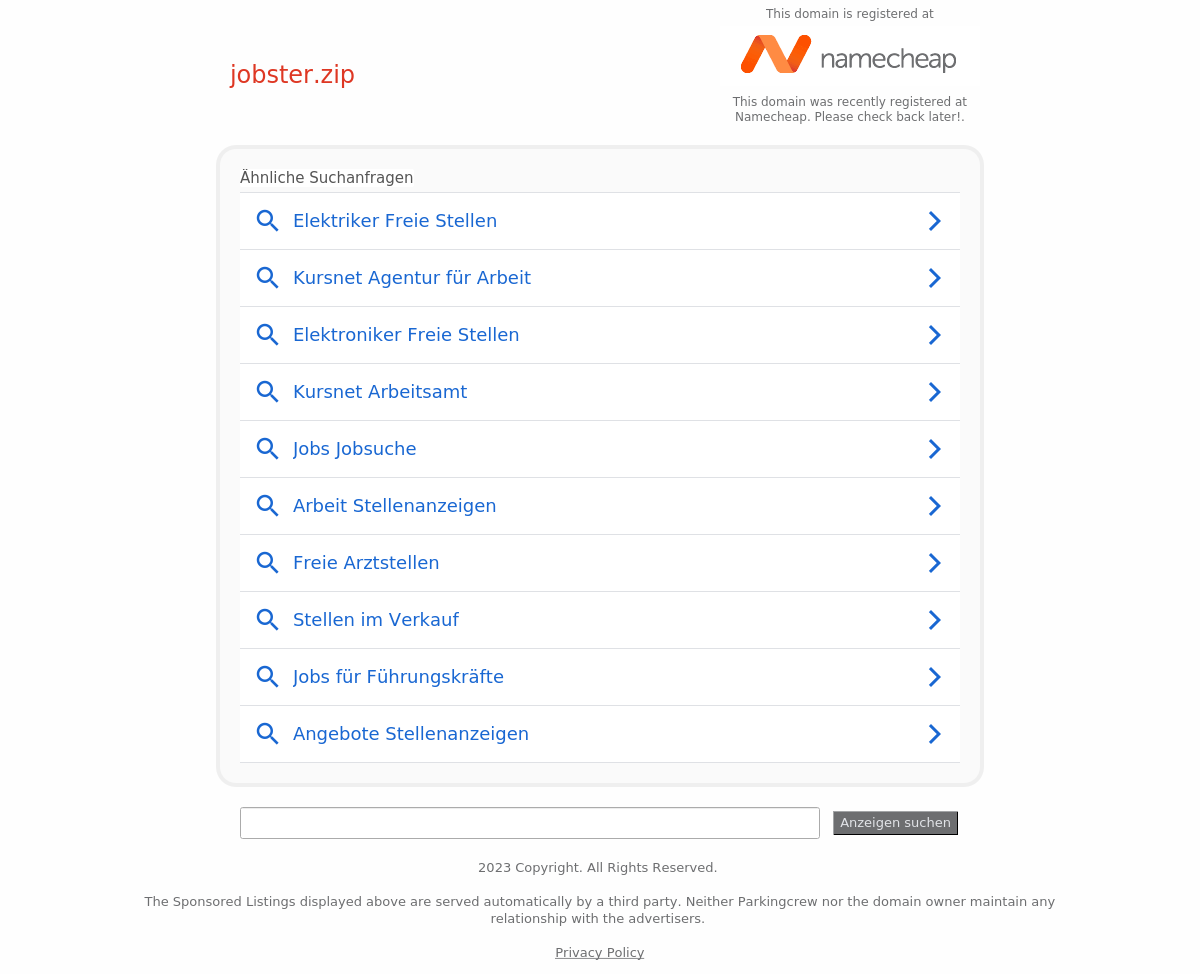 This domain is registered at
namecheap
jobster.zip
This domain was recently registered at
Namecheap. Please check back later!.
Ähnliche Suchanfragen
Elektriker Freie Stellen
Kursnet Agentur für Arbeit
Elektroniker Freie Stellen
Kursnet Arbeitsamt
Jobs Jobsuche
Arbeit Stellenanzeigen
Freie Arztstellen
Stellen im Verkauf
Jobs für Führungskräfte
Angebote Stellenanzeigen
Anzeigen suchen
2023 Copyright. All Rights Reserved.
The Sponsored Listings displayed above are served automatically by a third party. Neither Parkingcrew nor the domain owner maintain any
relationship with the advertisers.
Privacy Policy